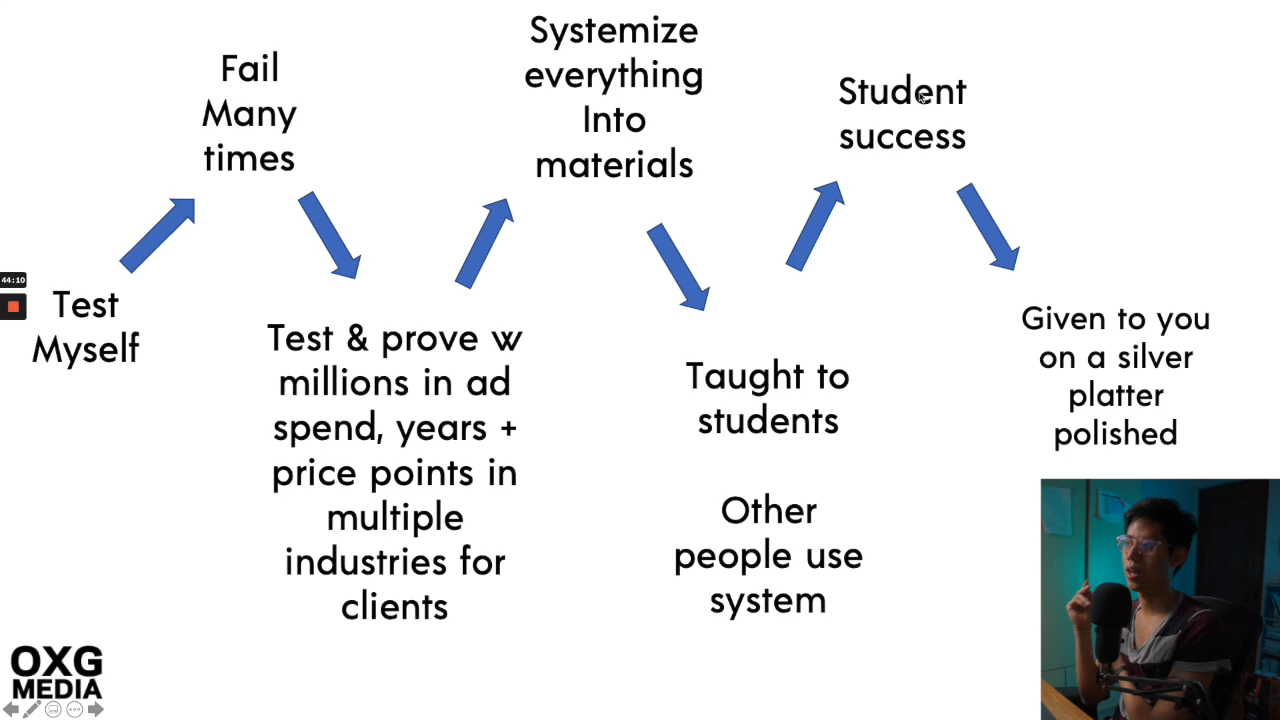 Fail
Many
times
Systemize
everything
Into
materials
Student
success
44:10
Test
Myself
Test & prove w
millions in ad
spend, years +
price points in
multiple
industries for
clients
Taught to
students
Other
people use
system
Given to you
on a silver
platter
polished
OXG
MEDIA